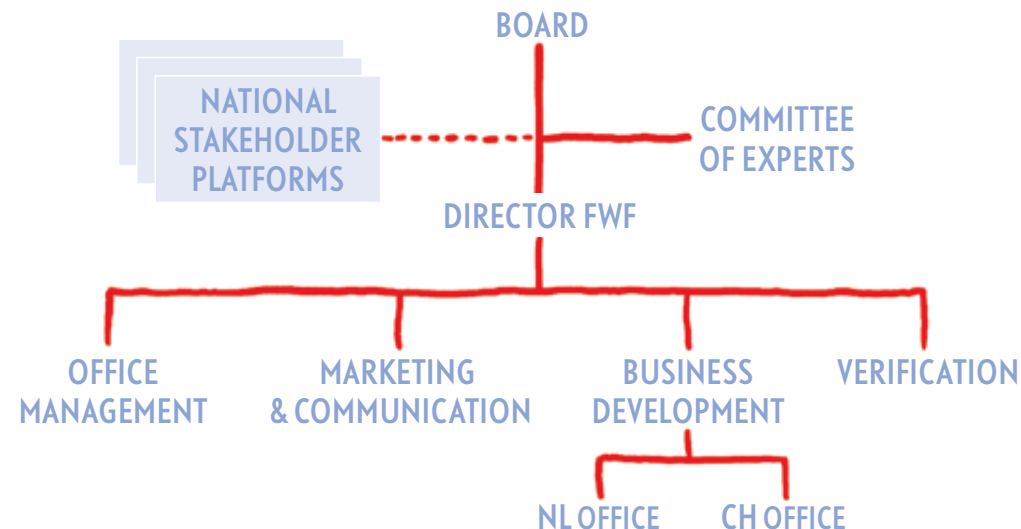 BOARD
NATIONAL
STAKEHOLDER
PLATFORMS
COMMITTEE
OF EXPERTS
DIRECTOR FWF
OFFICE
MANAGEMENT
MARKETING
& COMMUNICATION
BUSINESS
DEVELOPMENT
VERIFICATION
NL OFFICE
CH OFFICE